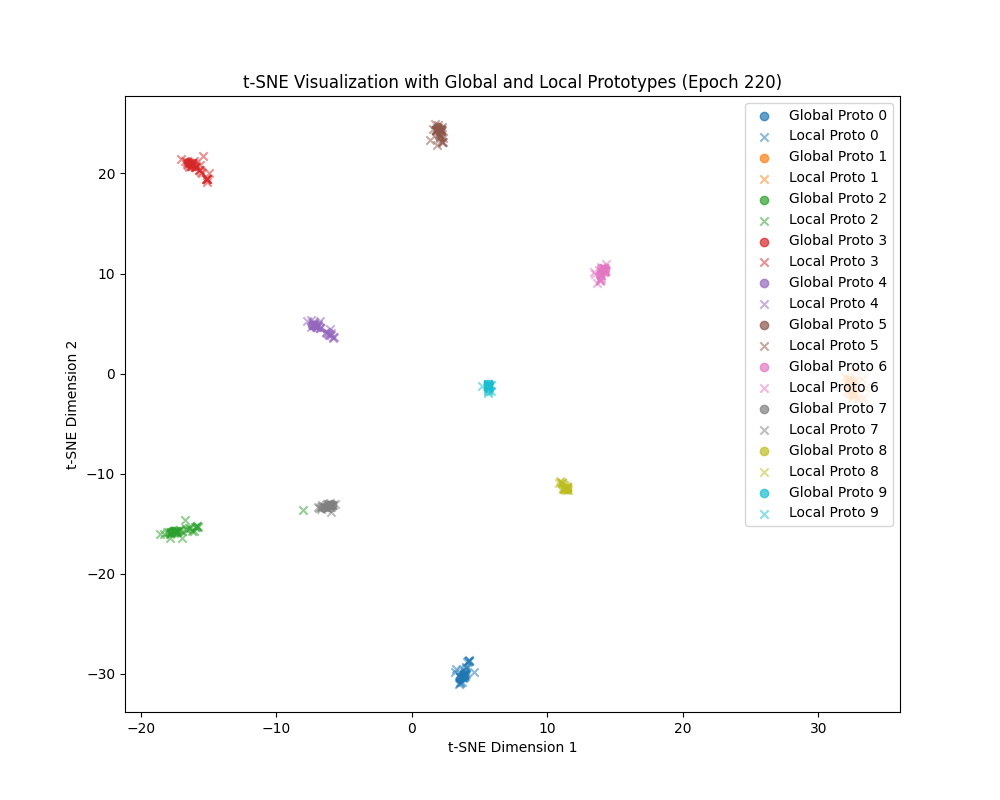 t-SNE Visualization with Global and Local Prototypes (Epoch 220)
Global Proto 0
Local Proto 0
Global Proto 1
Local Proto 1
Global Proto 2
Local Proto 2
Global Proto 3
Local Proto 3
Global Proto 4
Local Proto 4
Global Proto 5
Local Proto 5
Global Proto 6
Local Proto 6
Global Proto 7
Local Proto 7
Global Proto 8
Local Proto 8
Global Proto 9
Local Proto 9
t-SNE Dimension 2
20
10
0
−10
−20
−30
−20
−10
0
10
20
30
t-SNE Dimension 1